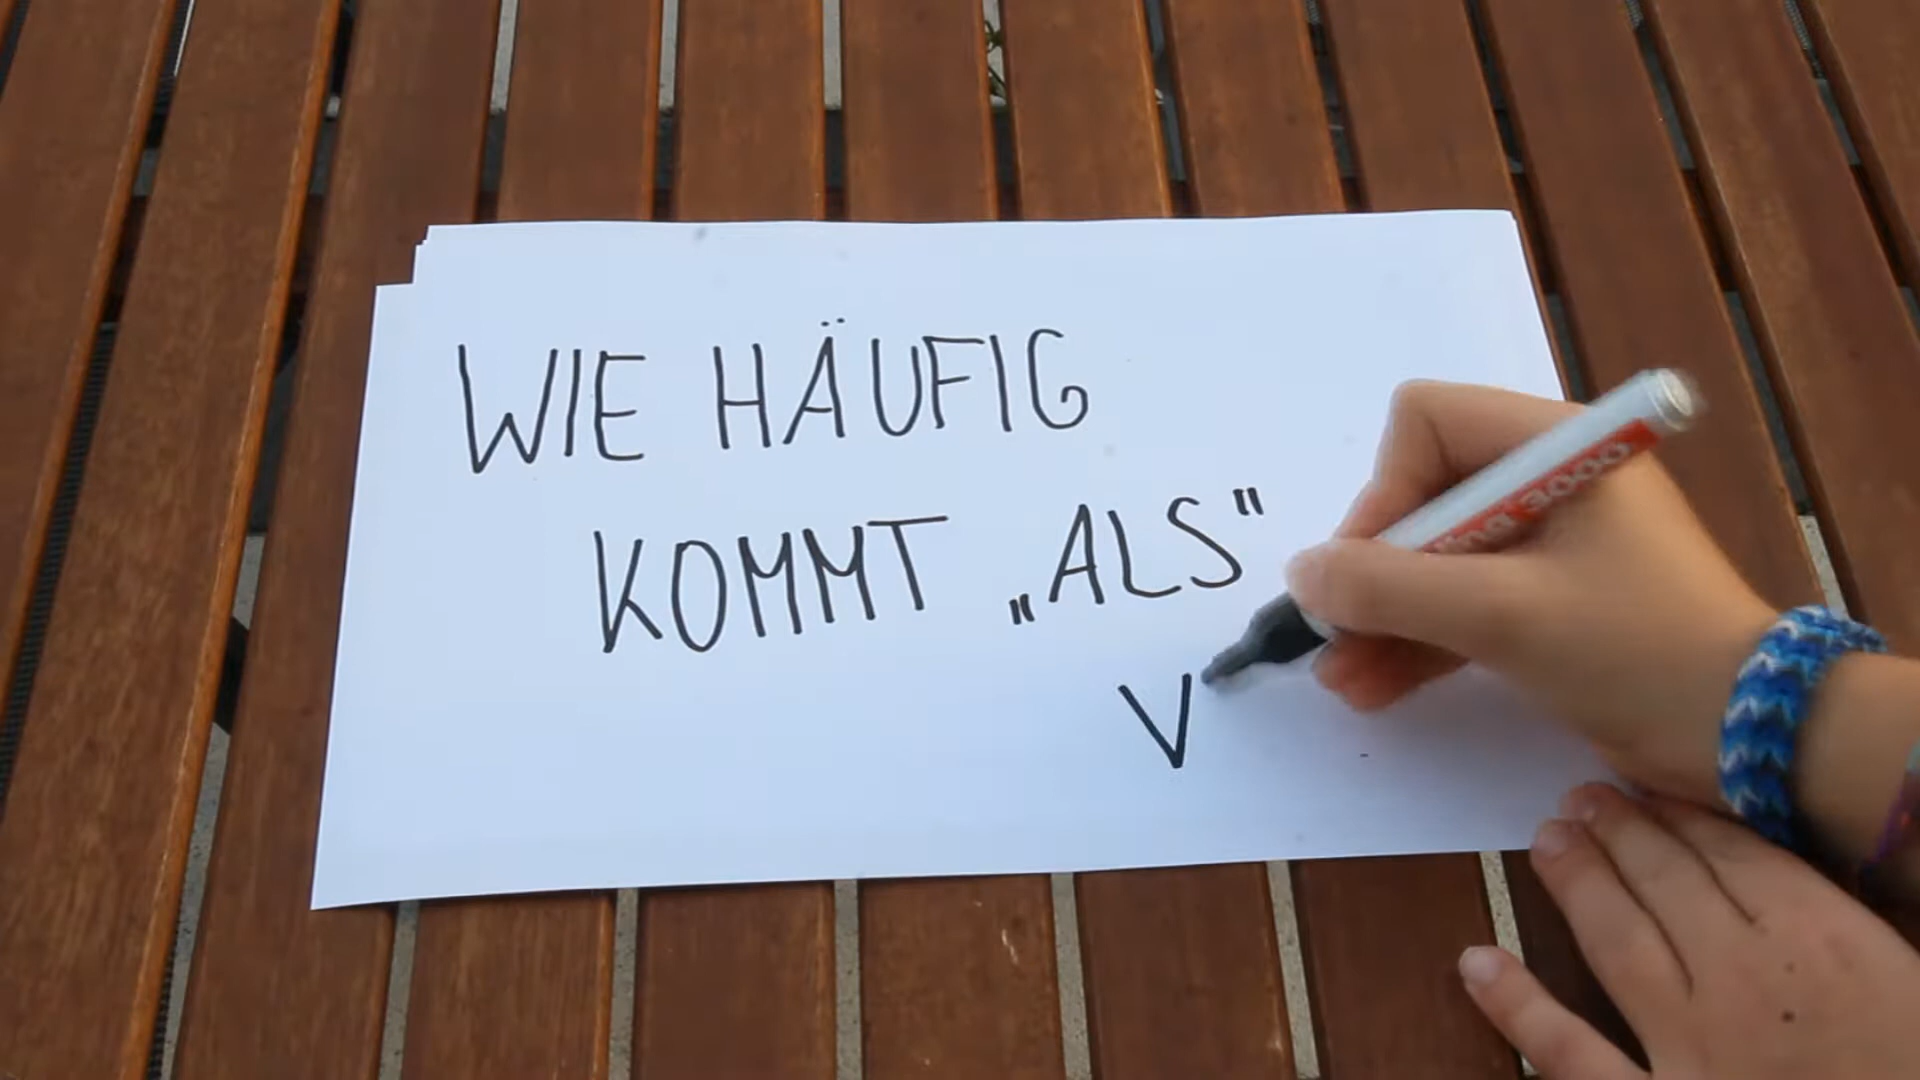 WIE HÄUFIG
KOMMT „ALS"
V